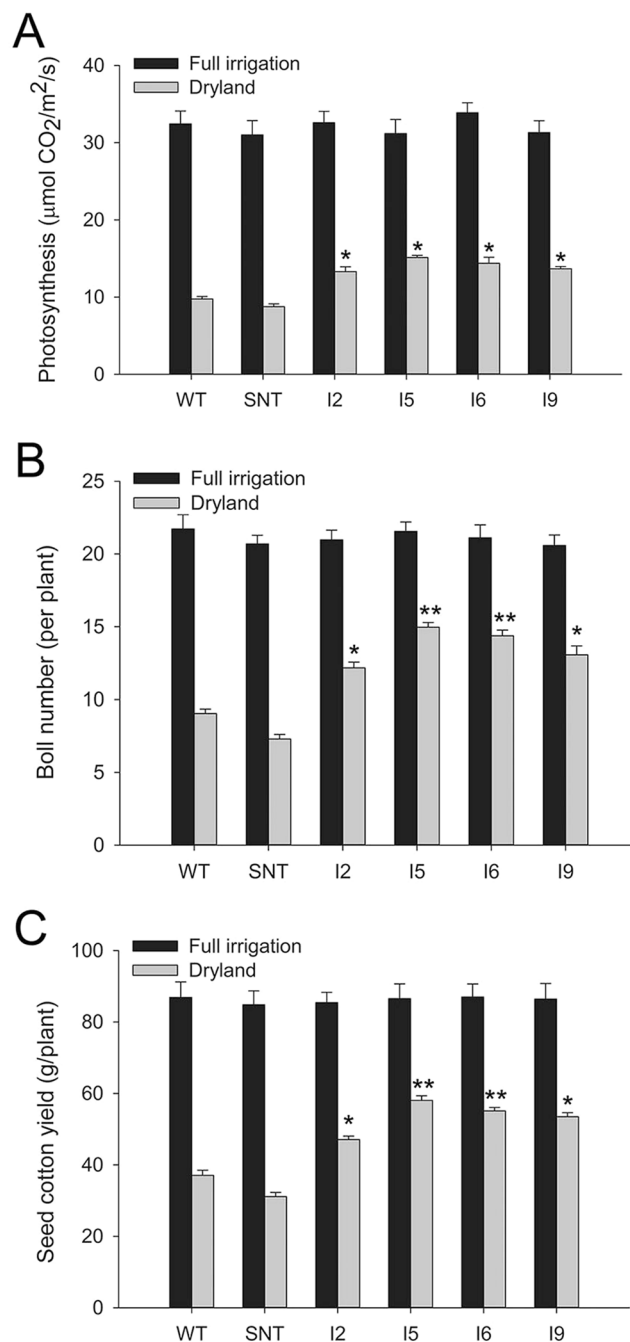 A
Full irrigation
Dryland
Photosynthesis (μmol CO2/m2/s)
40
30
20
10
0
* * * *
WT SNT I2 I5 I6 I9
B
Full irrigation
Dryland
Boll number (per plant)
25
20
15
10
5
0
* ** ** *
WT SNT I2 I5 I6 I9
C
Full irrigation
Dryland
Seed cotton yield (g/plant)
100
80
60
40
20
0
* ** ** *
WT SNT I2 I5 I6 I9